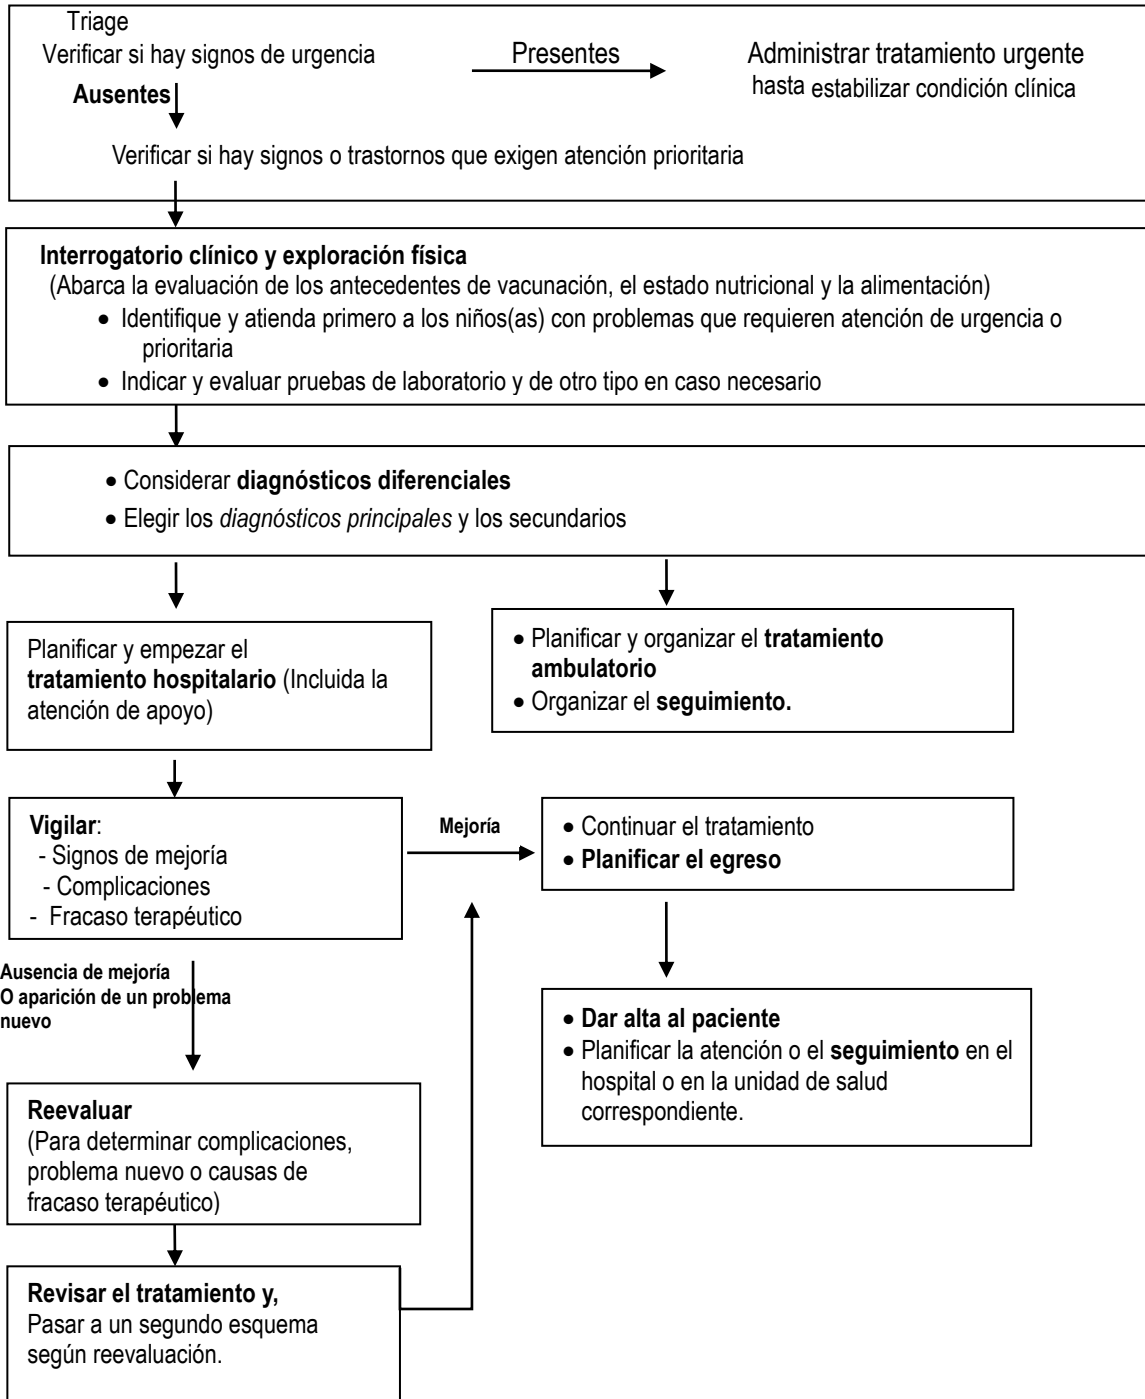 Triage
Verificar si hay signos de urgencia
Presentes
Administrar tratamiento urgente
hasta estabilizar condición clínica
Ausentes
Verificar si hay signos o trastornos que exigen atención prioritaria
Interrogatorio clínico y exploración física
(Abarca la evaluación de los antecedentes de vacunación, el estado nutricional y la alimentación)
• Identifique y atienda primero a los niños(as) con problemas que requieren atención de urgencia o
prioritaria
• Indicar y evaluar pruebas de laboratorio y de otro tipo en caso necesario
• Considerar diagnósticos diferenciales
• Elegir los diagnósticos principales y los secundarios
Planificar y empezar el
tratamiento hospitalario (Incluida la
atención de apoyo)
• Planificar y organizar el tratamiento
ambulatorio
• Organizar el seguimiento.
Vigilar:
- Signos de mejoría
- Complicaciones
- Fracaso terapéutico
Mejoría
• Continuar el tratamiento
• Planificar el egreso
Ausencia de mejoría
O aparición de un problema
nuevo
• Dar alta al paciente
• Planificar la atención o el seguimiento en el
hospital o en la unidad de salud
correspondiente.
Reevaluar
(Para determinar complicaciones,
problema nuevo o causas de
fracaso terapéutico)
Revisar el tratamiento y,
Pasar a un segundo esquema
según reevaluación.